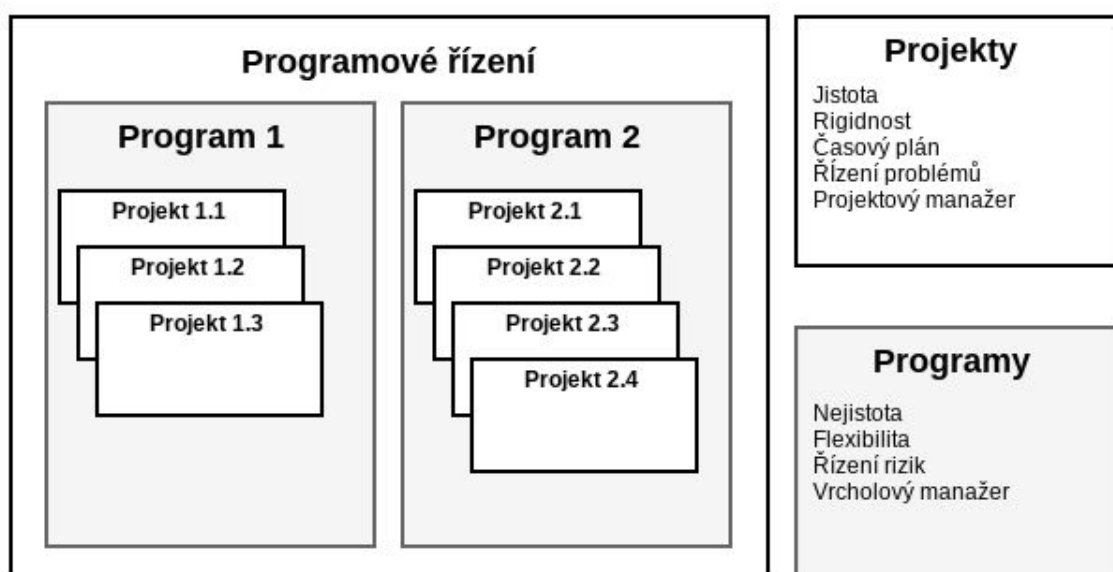 Programové řízení
Program 1
Projekt 1.1
Projekt 1.2
Projekt 1.3
Program 2
Projekt 2.1
Projekt 2.2
Projekt 2.3
Projekt 2.4
Projekty
Jistota
Rigidnost
Časový plán
ŘÍzení problémů
Projektový manažer
Programy
Nejistota
Flexibilita
Řízení rizik
Vrcholový manažer